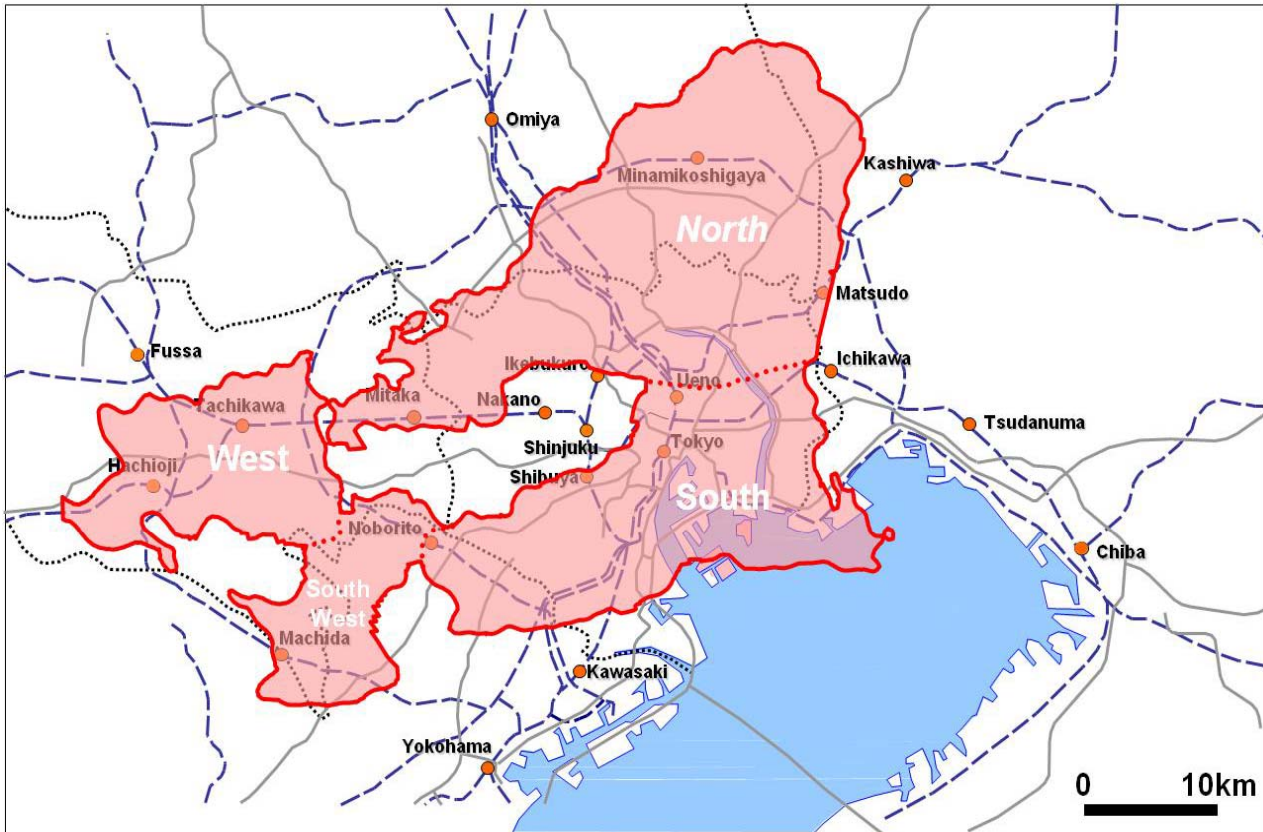 Omiya
Kashiwa
Minamikoshigaya
North
Matsudo
Fussa
Ikebukuro
Ichikawa
Ueno
Tachikawa
Mitaka
Nakano
Tsudanuma
Shinjuku
Tokyo
West
Hachioji
Shibuya
South
Noborito
Chiba
South
West
Machida
Kawasaki
Yokohama
0 10km